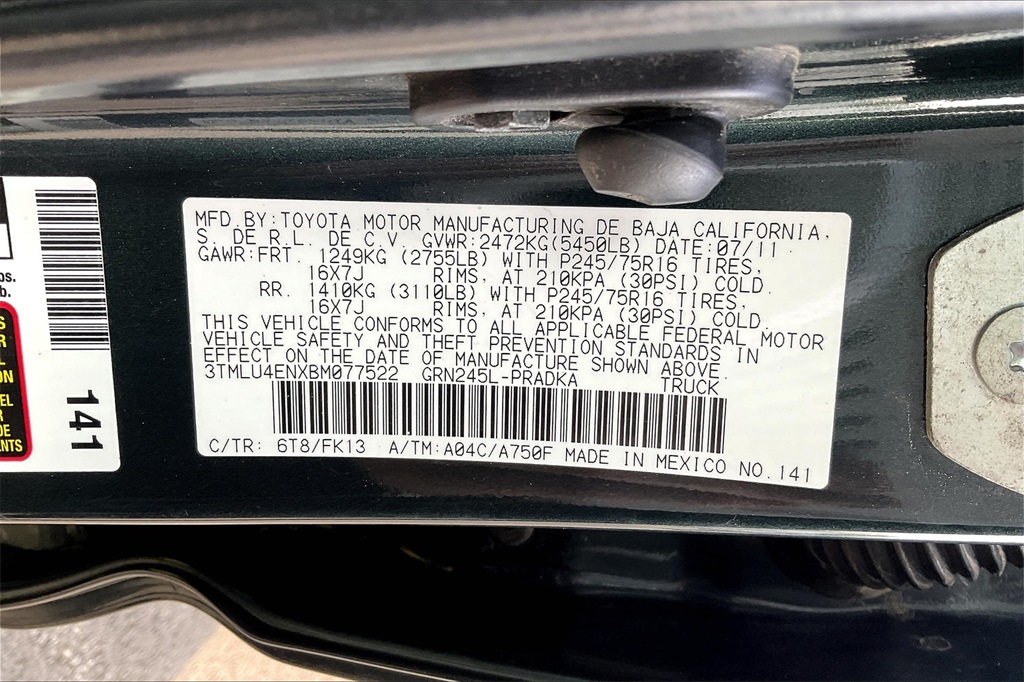 MFD.BY:TOYOTA MOTOR MANUFACTURING DE BAJA CALIFORNIA,
S. DE R.L. DE C.V. GVWR:2472KG(5450LB) DATE:07/11
GAWR:FRT. 1249KG (2755LB) WITH P245/75R16 TIRES,
16X7J RIMS, AT 210KPA (30PSI) COLD.
RR. 1410KG (3110LB) WITH P245/75R16 TIRES,
16X7J RIMS, AT 210KPA (30PSI) COLD.
THIS VEHICLE CONFORMS TO ALL APPLICABLE FEDERAL MOTOR
VEHICLE SAFETY AND THEFT PREVENTION STANDARDS IN
EFFECT ON THE DATE OF MANUFACTURE SHOWN ABOVE.
3TMLU4ENXBM077522 GRN245L-PRADKA TRUCK
C/TR: 6T8/FK13 A/TM:A04C/A750F MADE IN MEXICO NO.141
bs.
b.
S
R
L
EL
R
DE
NTS
141